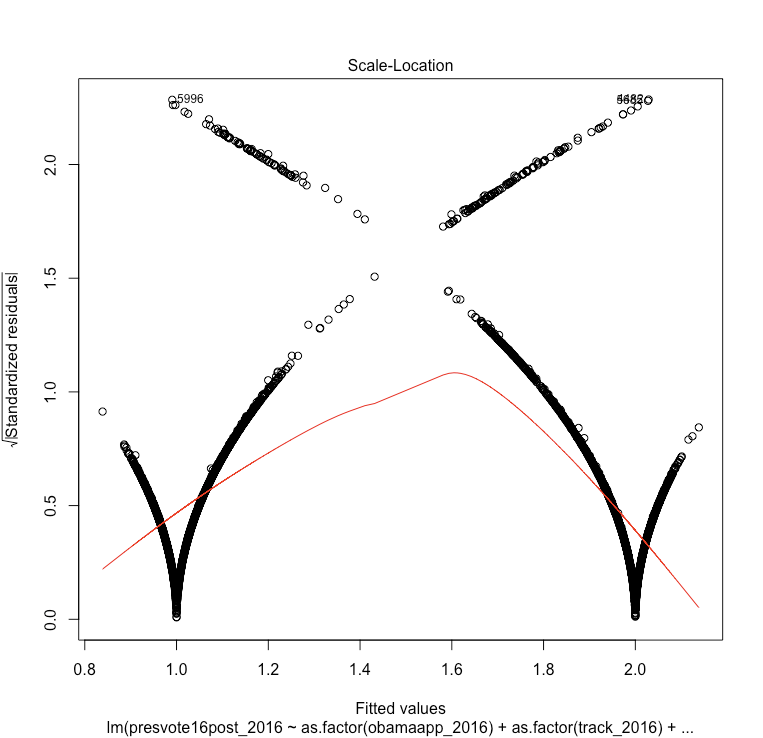 Scale-Location
√|Standardized residuals|
2.0
1.5
1.0
0.5
0.0
5996
0.8 1.0 1.2 1.4 1.6 1.8 2.0
Fitted values
lm(presvote16post_2016 ~ as.factor(obamaapp_2016) + as.factor(track_2016) + ...